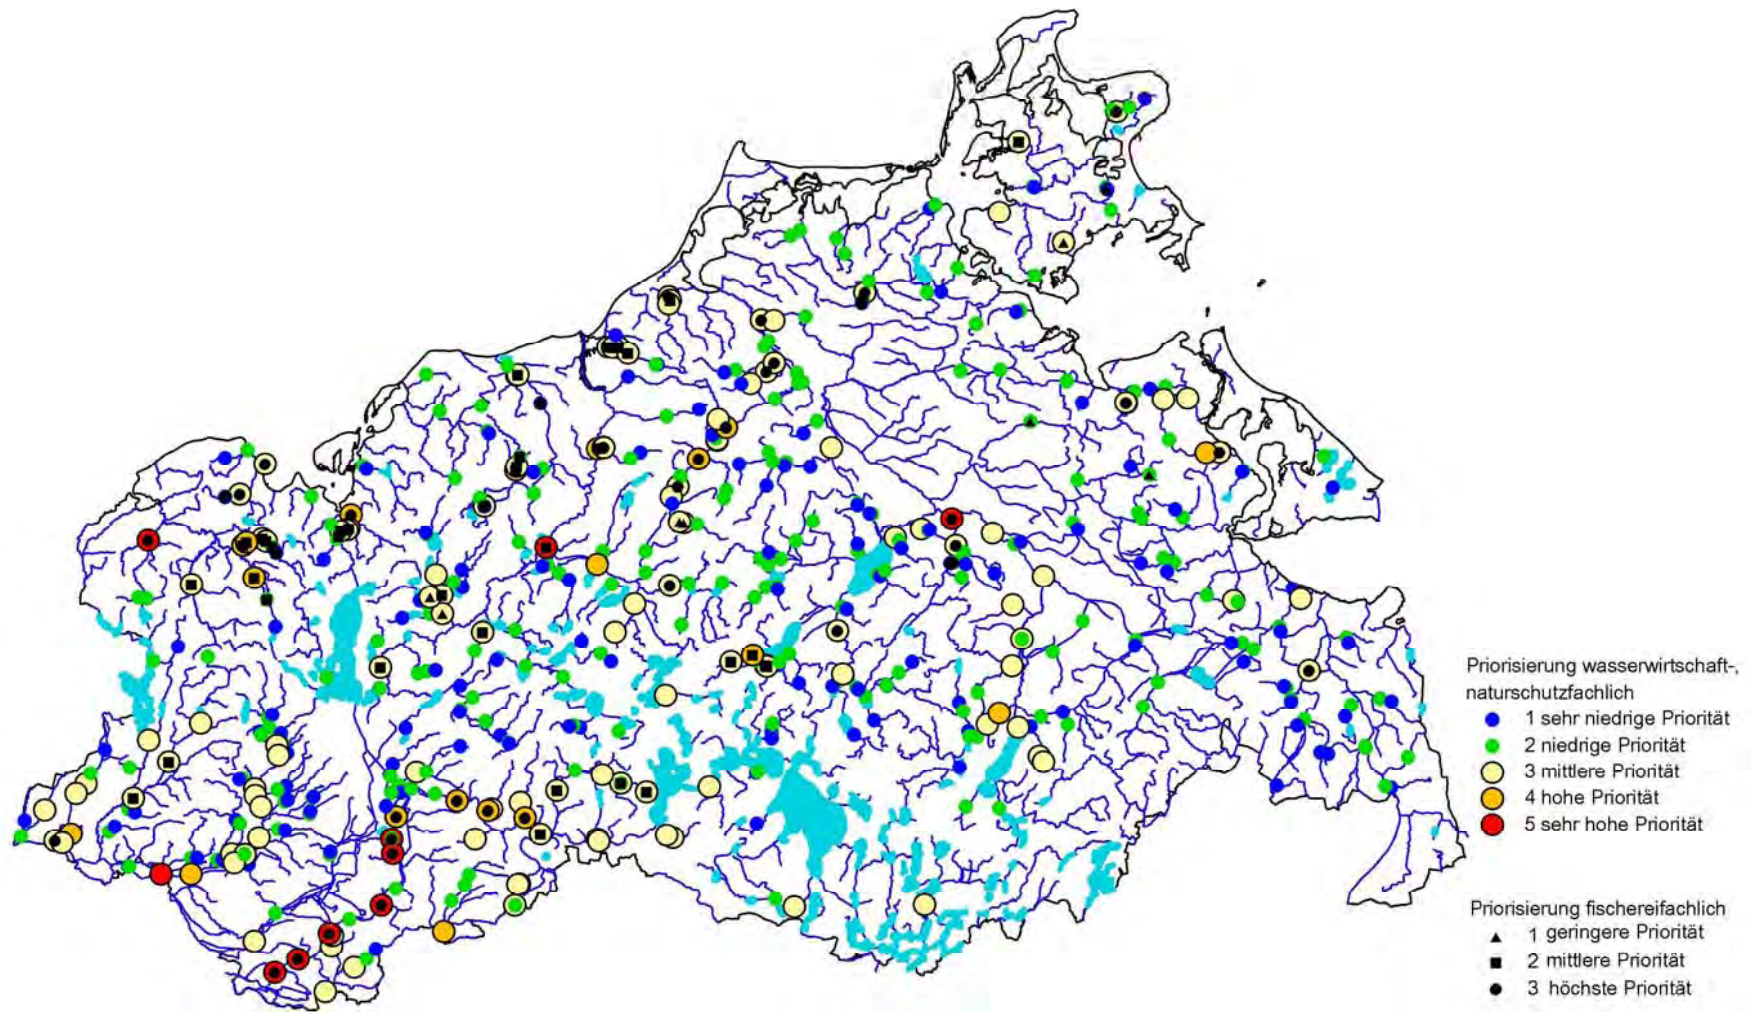 Priorisierung wasserwirtschaft-,
naturschutzfachlich
1 sehr niedrige Priorität
2 niedrige Priorität
3 mittlere Priorität
4 hohe Priorität
5 sehr hohe Priorität
Priorisierung fischereifachlich
1 geringere Priorität
2 mittlere Priorität
3 höchste Priorität